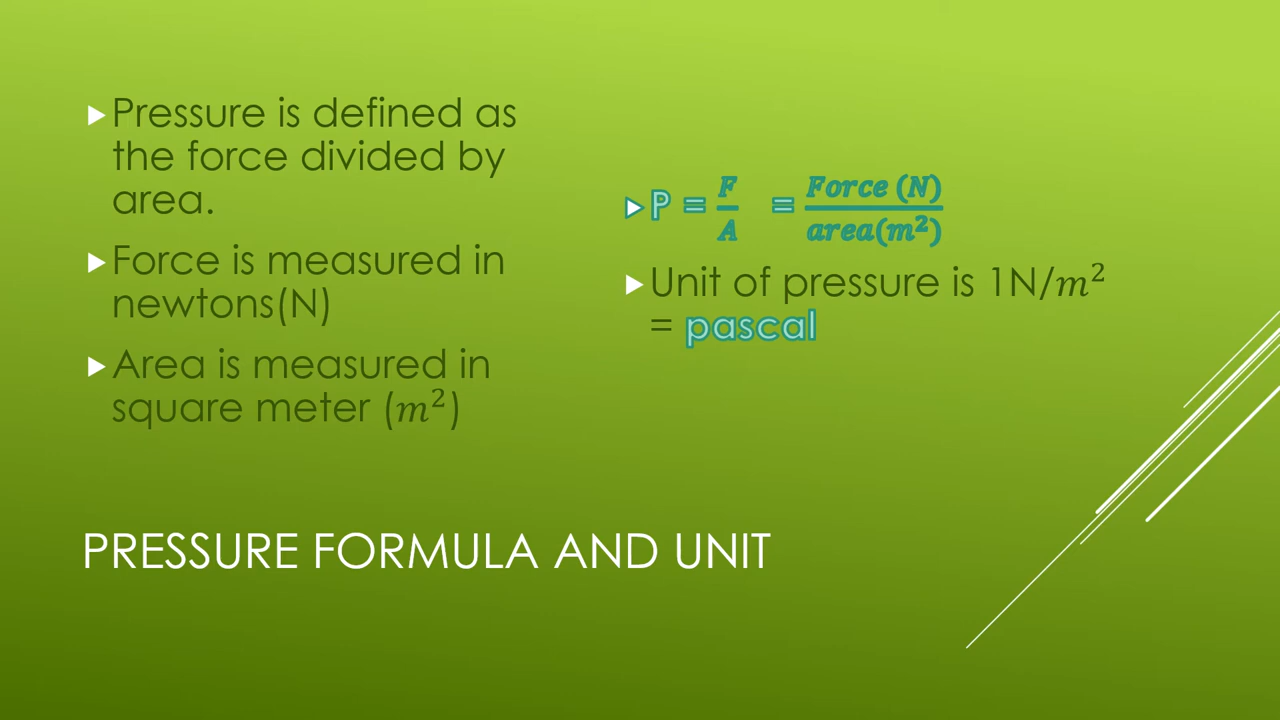 Pressure is defined as
the force divided by
area.
Force is measured in
newtons(N)
Area is measured in
square meter (m²)
P = F/A = Force (N)/area(m²)
Unit of pressure is 1N/m²
= pascal
PRESSURE FORMULA AND UNIT